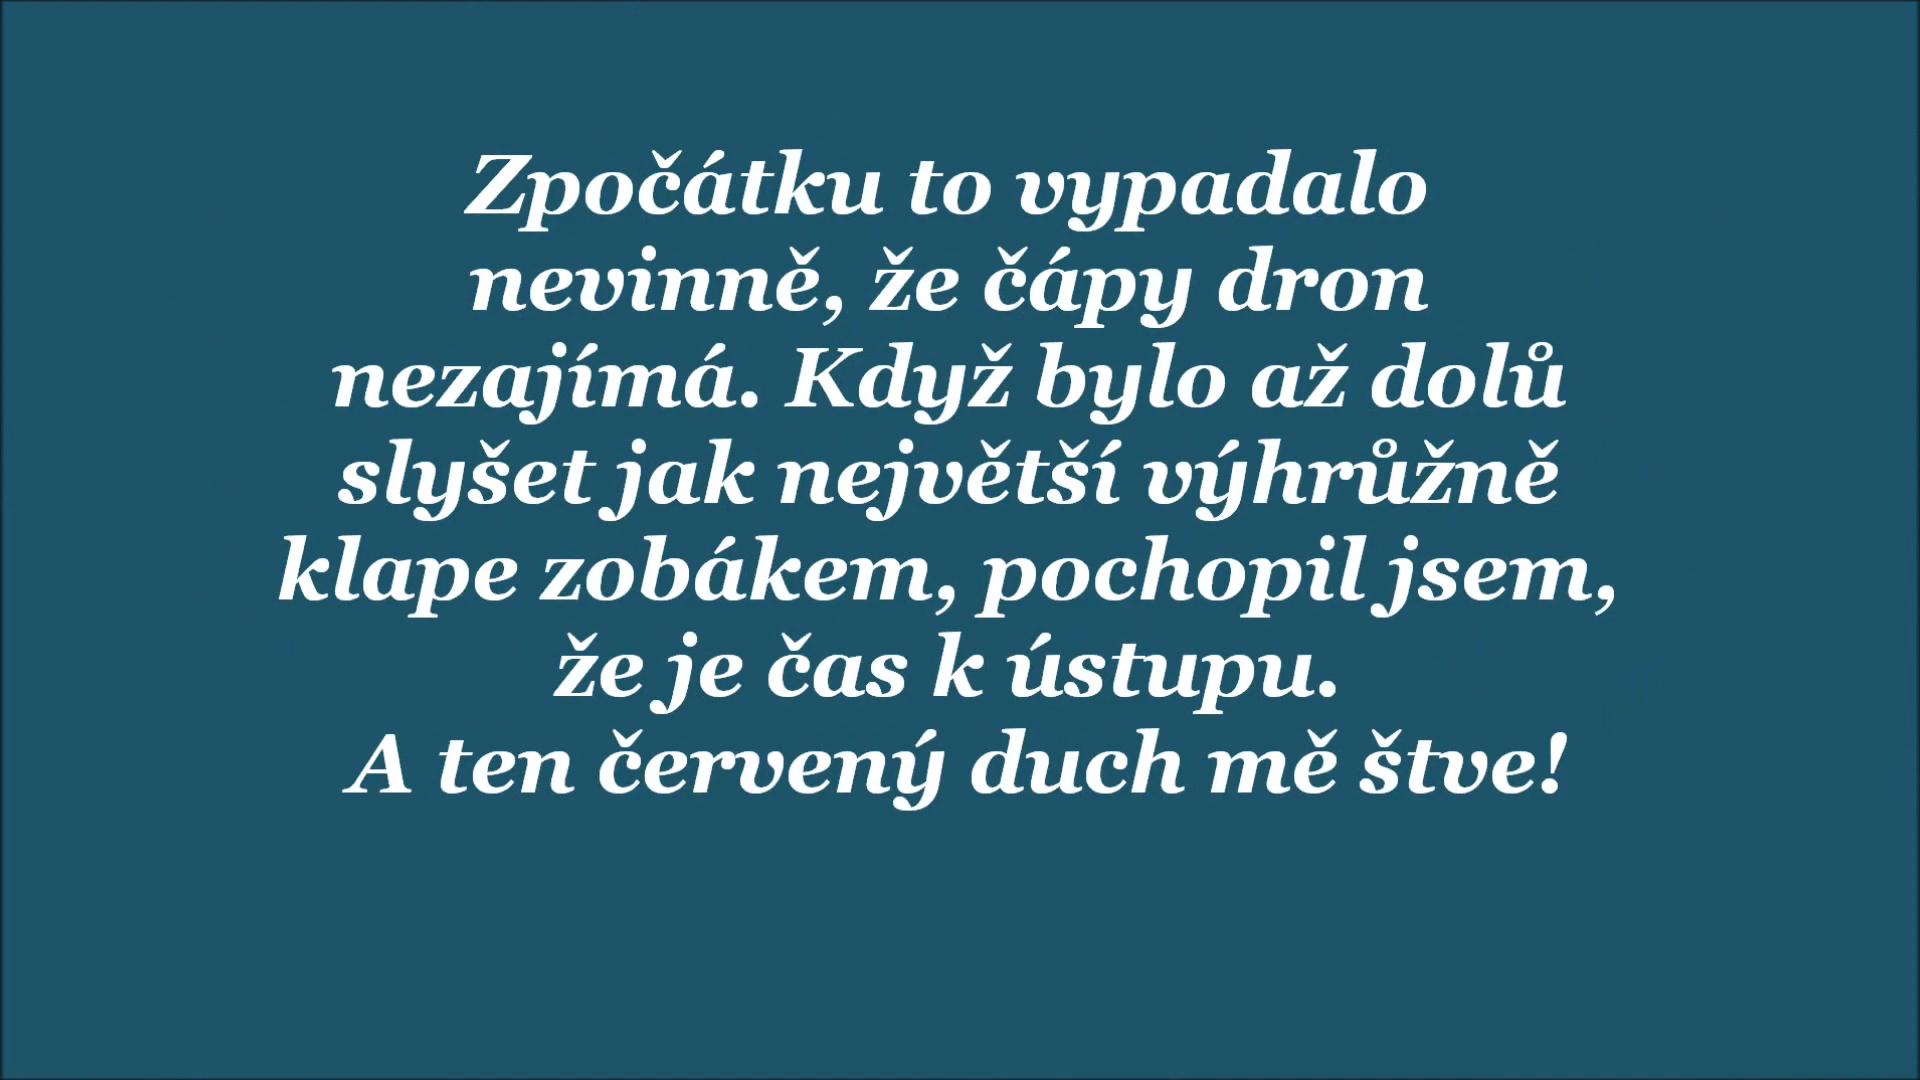 Zpočátku to vypadalo
nevinně, že čápy dron
nezajímá. Když bylo až dolů
slyšet jak největší výhrůžně
klape zobákem, pochopil jsem,
že je čas k ústupu.
A ten červený duch mě štve!